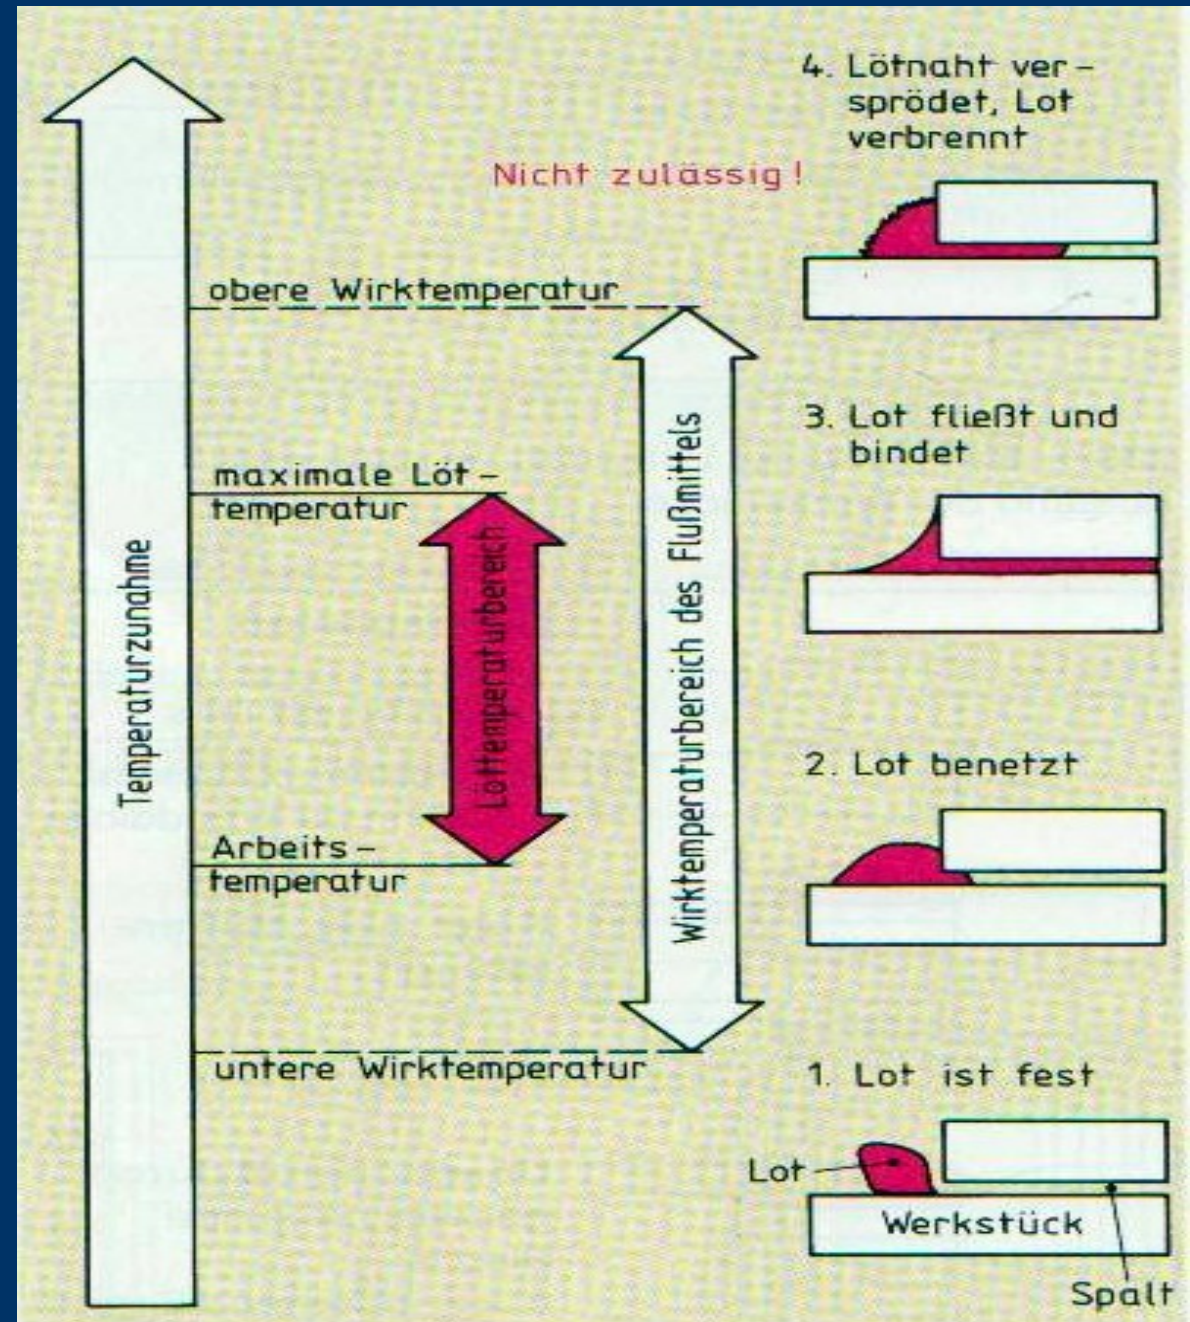 4. Lötnaht ver-
sprödet, Lot
verbrennt
Nicht zulässig!
obere Wirktemperatur
3. Lot fließt und
bindet
maximale Löt-
temperatur
Temperaturzunahme
Löttemperaturbereich
Wirktemperaturbereich des Flußmittels
2. Lot benetzt
Arbeits-
temperatur
untere Wirktemperatur
1. Lot ist fest
Lot
Werkstück
Spalt